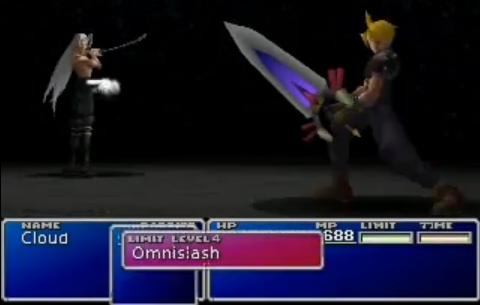 NAME HP MP LIMIT TIME
Cloud 688
LIMIT LEVEL4
Omnislash